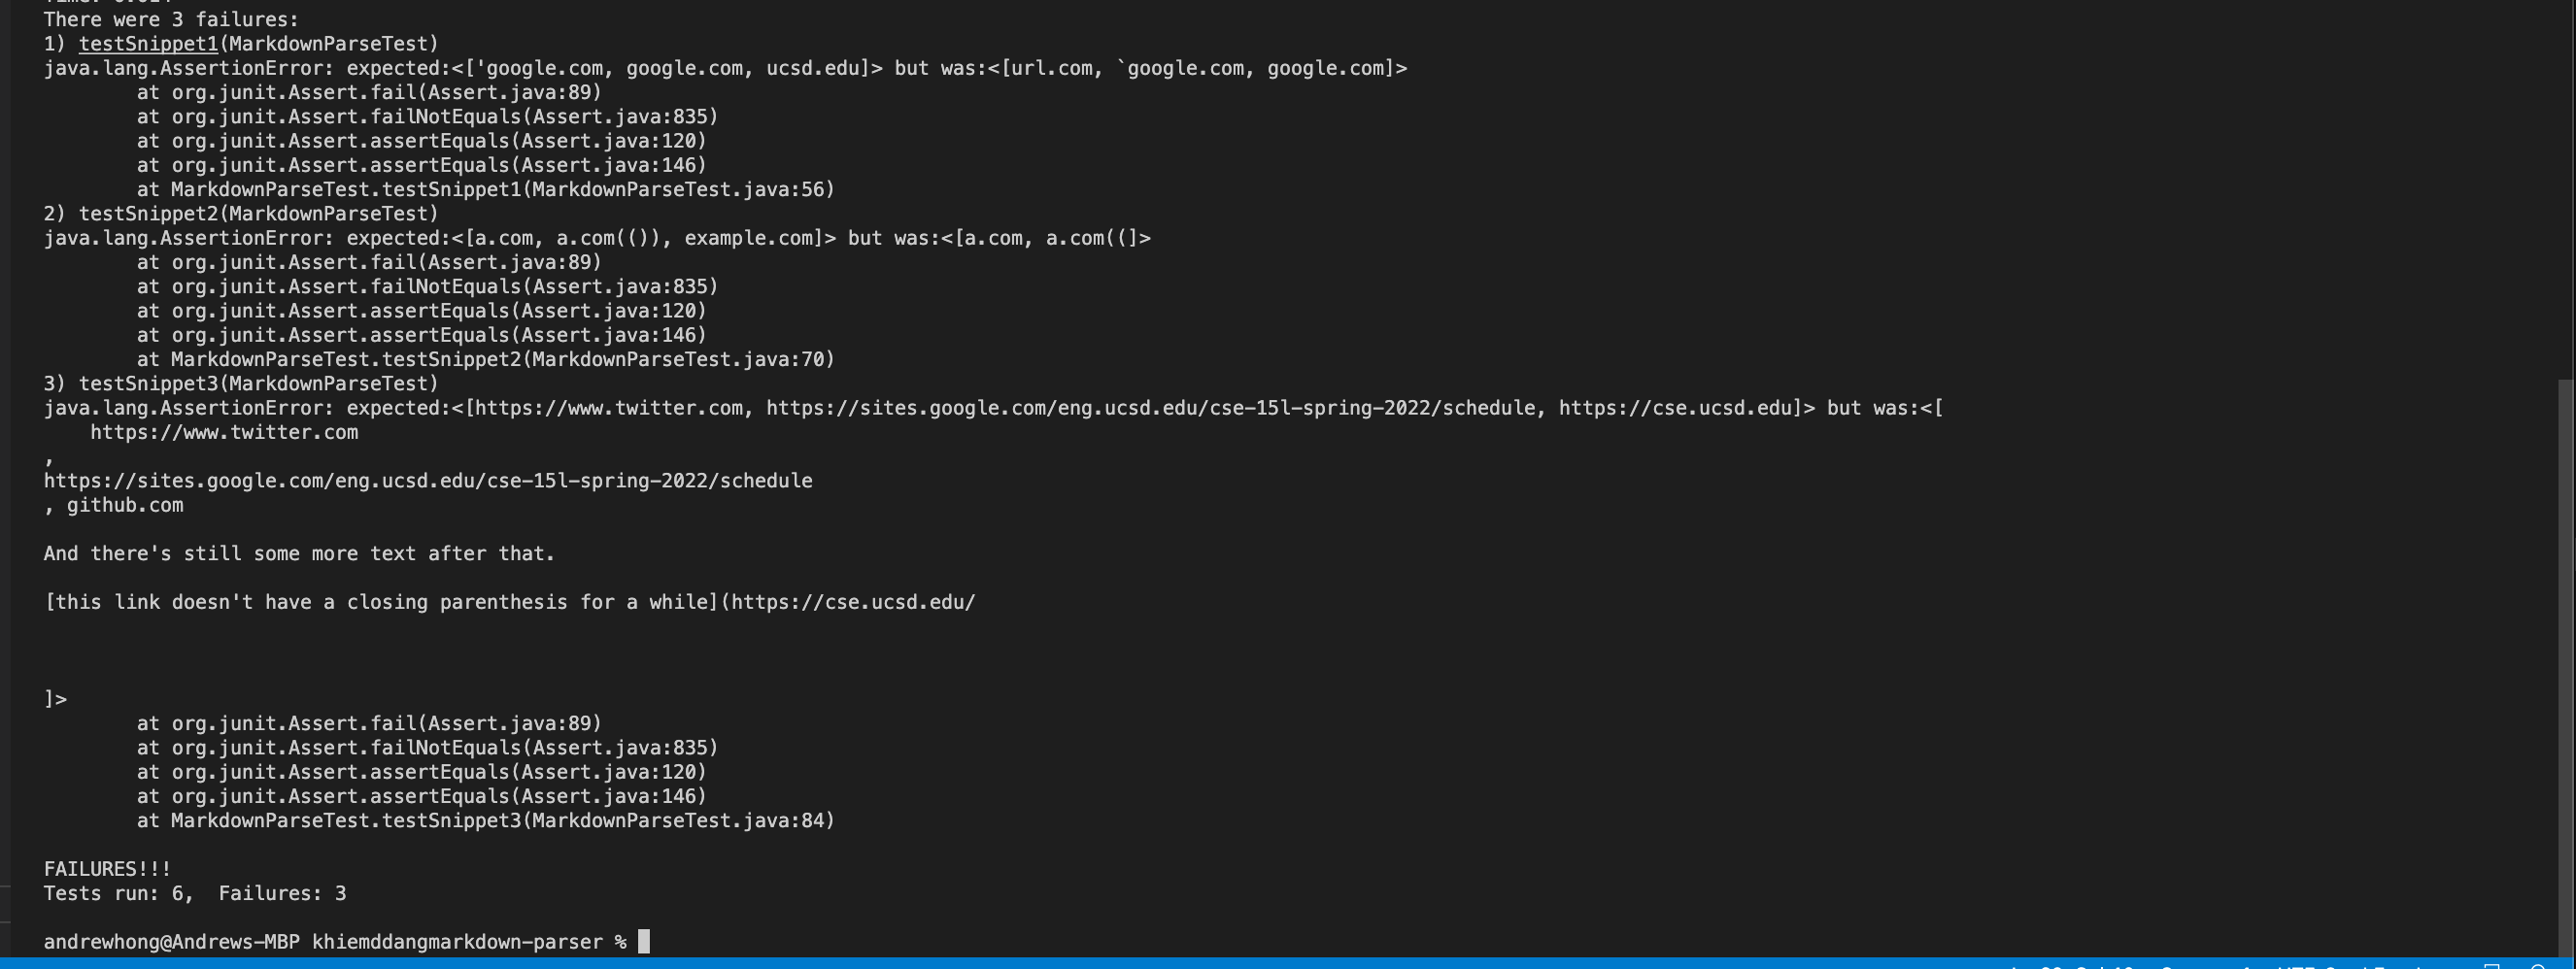 There were 3 failures:
1) testSnippet1(MarkdownParseTest)
java.lang.AssertionError: expected:<['google.com, google.com, ucsd.edu]> but was:<[url.com, `google.com, google.com]>
        at org.junit.Assert.fail(Assert.java:89)
        at org.junit.Assert.failNotEquals(Assert.java:835)
        at org.junit.Assert.assertEquals(Assert.java:120)
        at org.junit.Assert.assertEquals(Assert.java:146)
        at MarkdownParseTest.testSnippet1(MarkdownParseTest.java:56)
2) testSnippet2(MarkdownParseTest)
java.lang.AssertionError: expected:<[a.com, a.com(()), example.com]> but was:<[a.com, a.com((]>
        at org.junit.Assert.fail(Assert.java:89)
        at org.junit.Assert.failNotEquals(Assert.java:835)
        at org.junit.Assert.assertEquals(Assert.java:120)
        at org.junit.Assert.assertEquals(Assert.java:146)
        at MarkdownParseTest.testSnippet2(MarkdownParseTest.java:70)
3) testSnippet3(MarkdownParseTest)
java.lang.AssertionError: expected:<[https://www.twitter.com, https://sites.google.com/eng.ucsd.edu/cse-15l-spring-2022/schedule, https://cse.ucsd.edu]> but was:<[
    https://www.twitter.com
,
https://sites.google.com/eng.ucsd.edu/cse-15l-spring-2022/schedule
, github.com
And there's still some more text after that.
[this link doesn't have a closing parenthesis for a while](https://cse.ucsd.edu/
]>
        at org.junit.Assert.fail(Assert.java:89)
        at org.junit.Assert.failNotEquals(Assert.java:835)
        at org.junit.Assert.assertEquals(Assert.java:120)
        at org.junit.Assert.assertEquals(Assert.java:146)
        at MarkdownParseTest.testSnippet3(MarkdownParseTest.java:84)
FAILURES!!!
Tests run: 6,  Failures: 3
andrewhong@Andrews-MBP khiemddangmarkdown-parser %